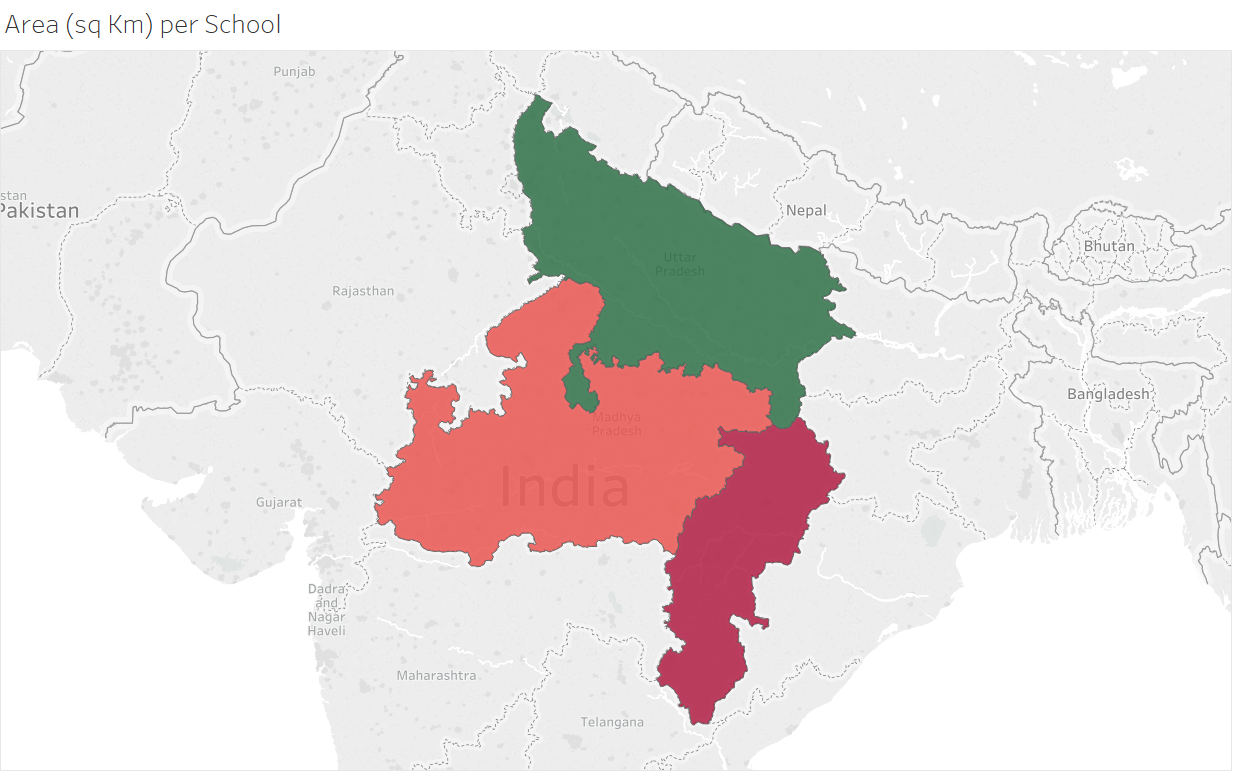 Area (sq Km) per School
Punjab
stan
Pakistan
Nepal
Bhutan
Uttar
Pradesh
Rajasthan
Bangladesh
Madhya
Pradesh
India
Gujarat
Dadra
and
Nagar
Haveli
Maharashtra
Telangana